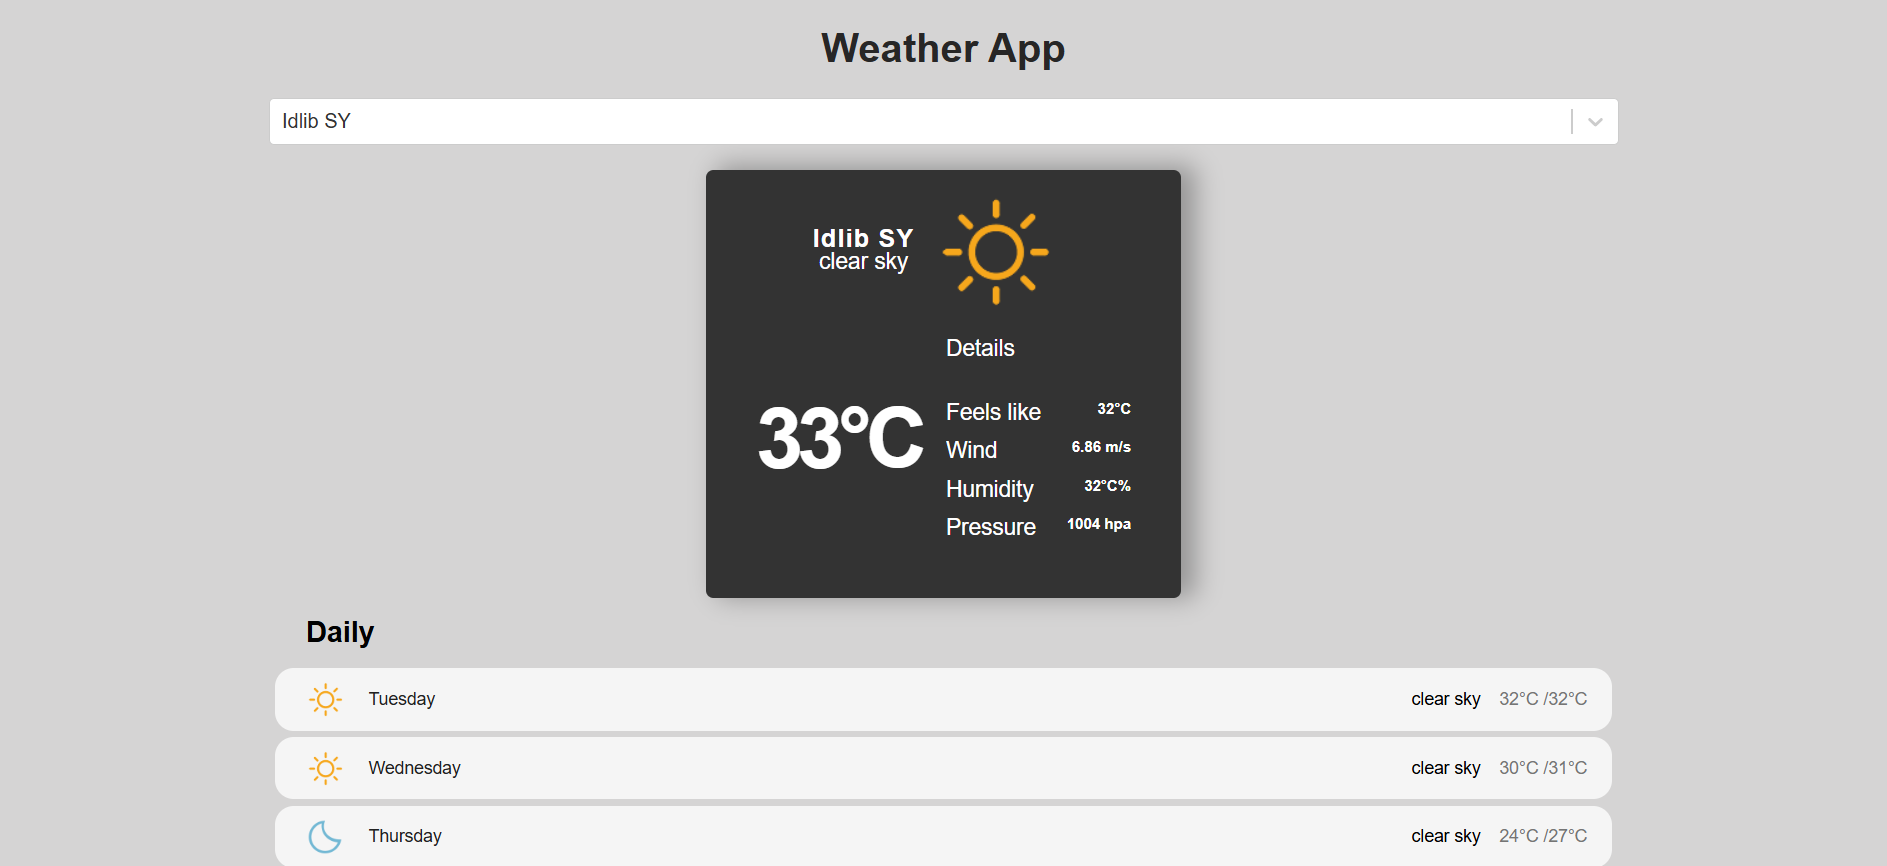 Weather App
Idlib SY
Idlib SY
clear sky
33°C
Details
Feels like 32°C
Wind 6.86 m/s
Humidity 32°C%
Pressure 1004 hpa
Daily
Tuesday clear sky 32°C /32°C
Wednesday clear sky 30°C /31°C
Thursday clear sky 24°C /27°C